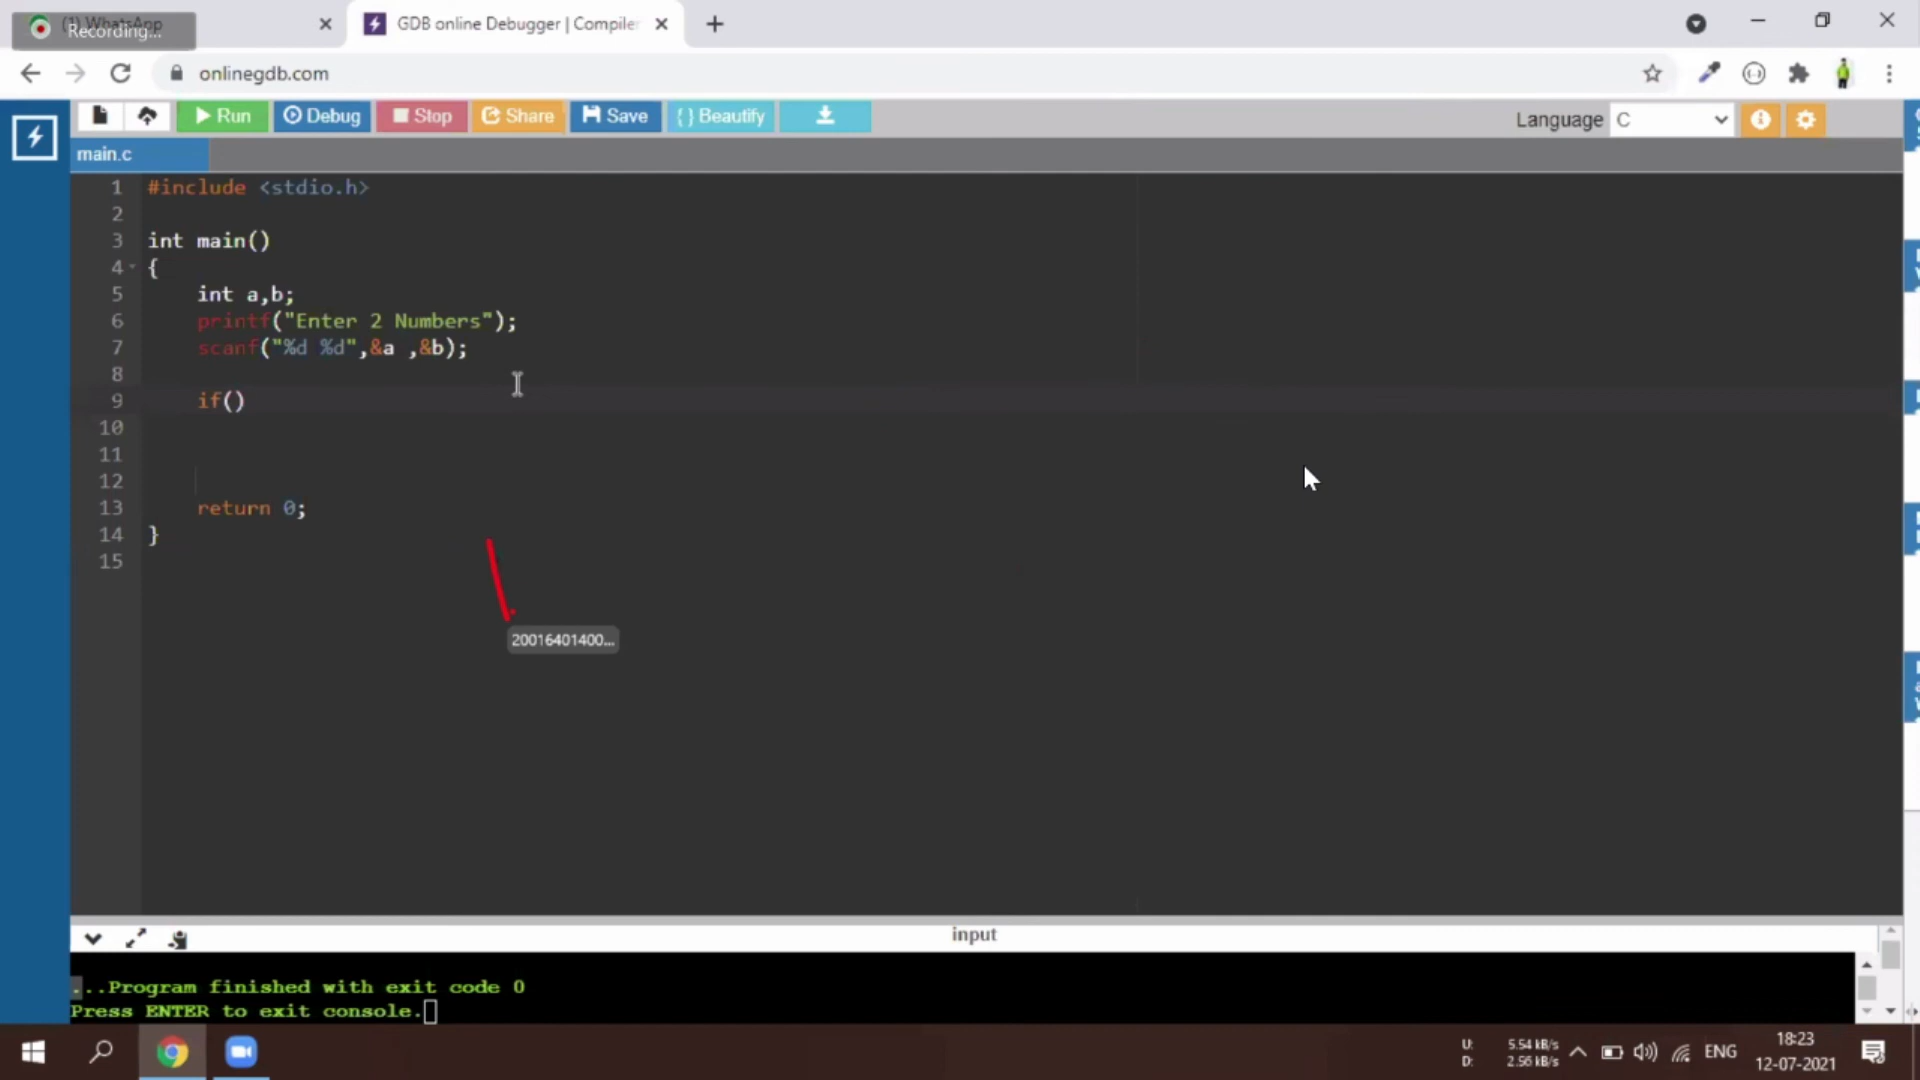 (1) WhatsApp
Recording...
GDB online Debugger | Compiler
onlinegdb.com
Run
Debug
Stop
Share
Save
{ } Beautify
Language
C
main.c
1 #include <stdio.h>
2
3 int main()
4 {
5 int a,b;
6 printf("Enter 2 Numbers");
7 scanf("%d %d",&a ,&b);
8
9 if()
10
11
12
13 return 0;
14 }
15
20016401400...
input
...Program finished with exit code 0
Press ENTER to exit console.
U: 5.54 kB/s
D: 2.56 kB/s
ENG
18:23
12-07-2021